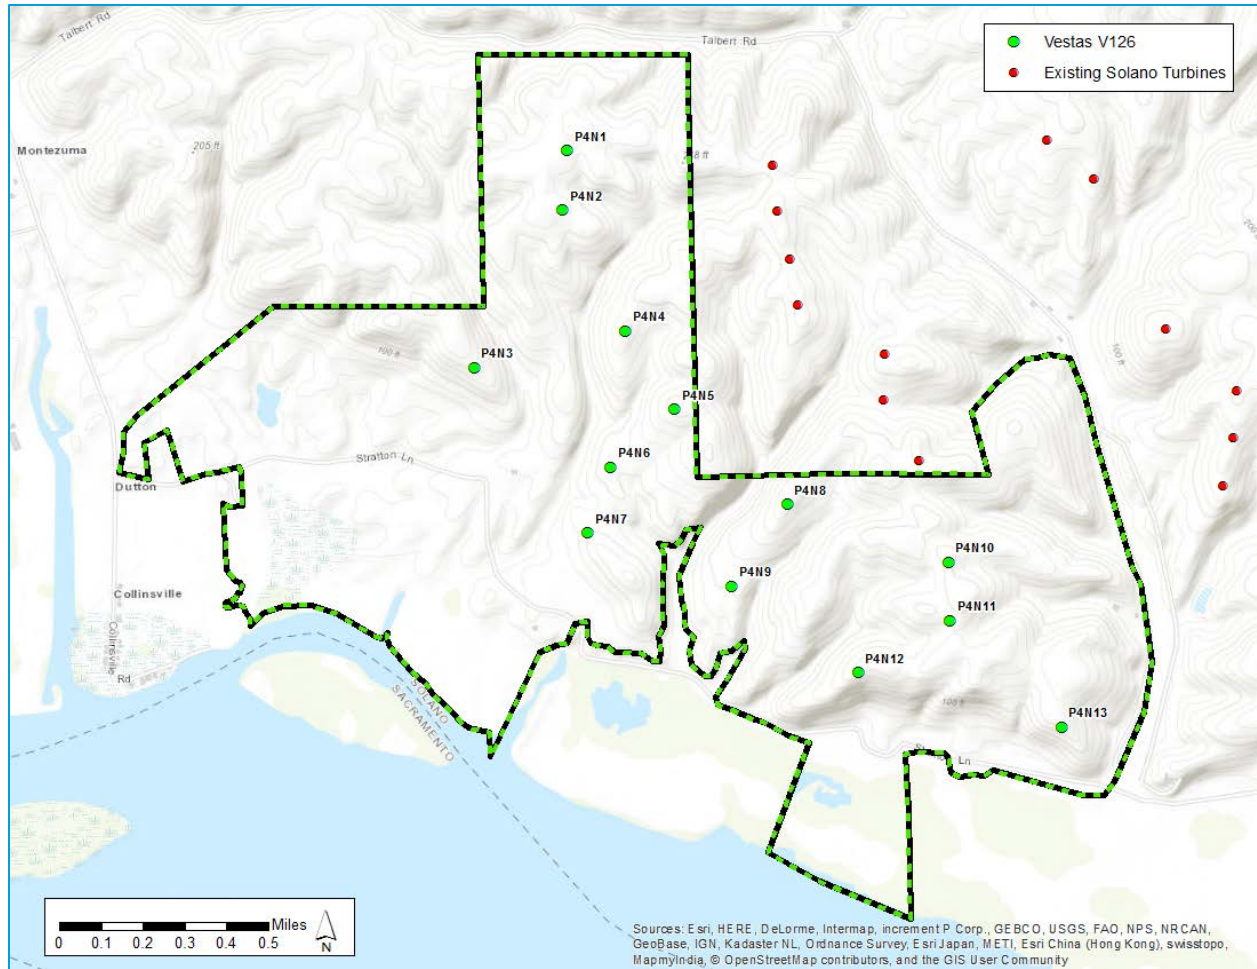 Talbert Rd
Talbert Rd
Vestas V126
Existing Solano Turbines
P4N1
Montezuma
205 ft
P4N2
200
P4N4
100 ft
P4N3
100 ft
P4N5
Stratton Ln
P4N6
Dutton
P4N8
P4N7
P4N10
P4N9
Collinsville
P4N11
Collinsville
Rd
P4N12
SOLANO
SACRAMENTO
P4N13
Ln
Miles
0 0.1 0.2 0.3 0.4 0.5
N
Sources: Esri, HERE, DeLorme, Intermap, increment P Corp., GEBCO, USGS, FAO, NPS, NRCAN,
GeoBase, IGN, Kadaster NL, Ordnance Survey, Esri Japan, METI, Esri China (Hong Kong), swisstopo,
MapmyIndia, © OpenStreetMap contributors, and the GIS User Community